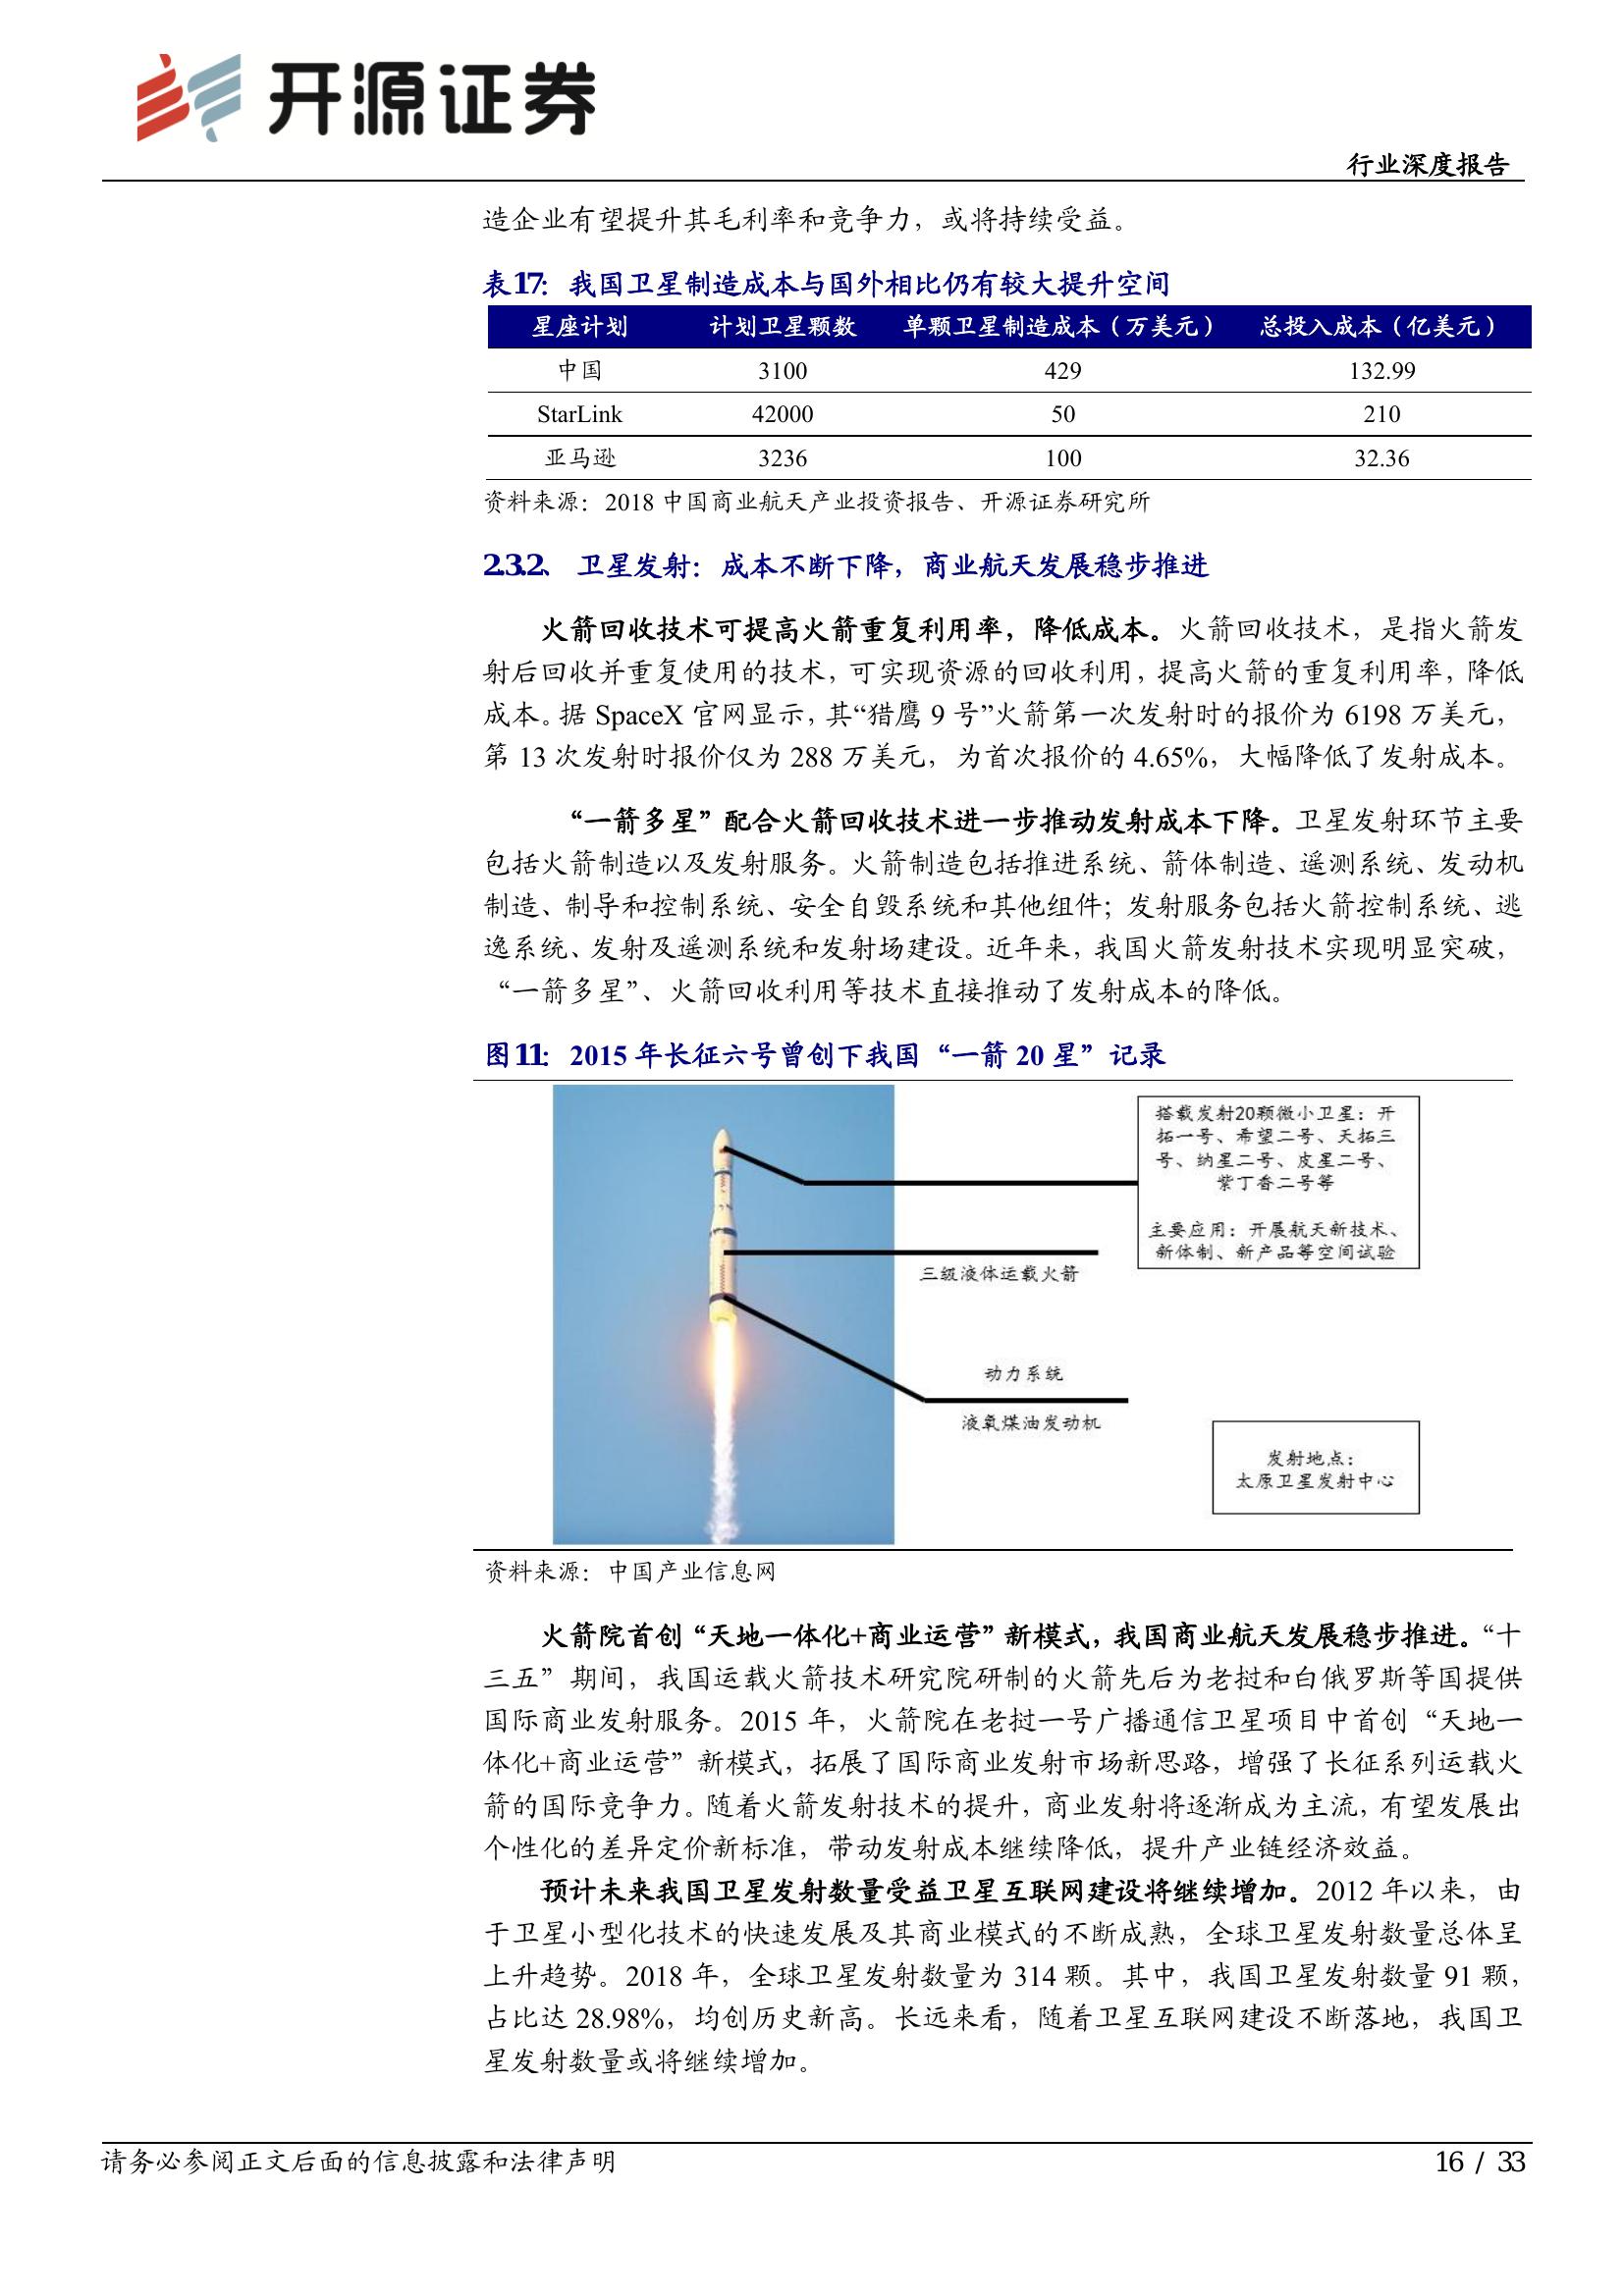 开源证券
行业深度报告
造企业有望提升其毛利率和竞争力，或将持续受益。
表17： 我国卫星制造成本与国外相比仍有较大提升空间
星座计划 计划卫星颗数 单颗卫星制造成本（万美元） 总投入成本（亿美元）
中国 3100 429 132.99
StarLink 42000 50 210
亚马逊 3236 100 32.36
资料来源：2018 中国商业航天产业投资报告、开源证券研究所
2.3.2、 卫星发射：成本不断下降，商业航天发展稳步推进
火箭回收技术可提高火箭重复利用率，降低成本。火箭回收技术，是指火箭发
射后回收并重复使用的技术，可实现资源的回收利用，提高火箭的重复利用率，降低
成本。据 SpaceX 官网显示，其“猎鹰 9 号”火箭第一次发射时的报价为 6198 万美元，
第 13 次发射时报价仅为 288 万美元，为首次报价的 4.65%，大幅降低了发射成本。
“一箭多星”配合火箭回收技术进一步推动发射成本下降。卫星发射环节主要
包括火箭制造以及发射服务。火箭制造包括推进系统、箭体制造、遥测系统、发动机
制造、制导和控制系统、安全自毁系统和其他组件；发射服务包括火箭控制系统、逃
逸系统、发射及遥测系统和发射场建设。近年来，我国火箭发射技术实现明显突破，
“一箭多星”、火箭回收利用等技术直接推动了发射成本的降低。
图11： 2015 年长征六号曾创下我国“一箭 20 星”记录
搭载发射20颗微小卫星：开
拓一号、希望二号、天拓三
号、纳星二号、皮星二号、
紫丁香二号等
主要应用：开展航天新技术、
新体制、新产品等空间试验
三级液体运载火箭
动力系统
液氧煤油发动机
发射地点：
太原卫星发射中心
资料来源：中国产业信息网
火箭院首创“天地一体化+商业运营”新模式，我国商业航天发展稳步推进。“十
三五”期间，我国运载火箭技术研究院研制的火箭先后为老挝和白俄罗斯等国提供
国际商业发射服务。2015 年，火箭院在老挝一号广播通信卫星项目中首创“天地一
体化+商业运营”新模式，拓展了国际商业发射市场新思路，增强了长征系列运载火
箭的国际竞争力。随着火箭发射技术的提升，商业发射将逐渐成为主流，有望发展出
个性化的差异定价新标准，带动发射成本继续降低，提升产业链经济效益。
预计未来我国卫星发射数量受益卫星互联网建设将继续增加。2012 年以来，由
于卫星小型化技术的快速发展及其商业模式的不断成熟，全球卫星发射数量总体呈
上升趋势。2018 年，全球卫星发射数量为 314 颗。其中，我国卫星发射数量 91 颗，
占比达 28.98%，均创历史新高。长远来看，随着卫星互联网建设不断落地，我国卫
星发射数量或将继续增加。
请务必参阅正文后面的信息披露和法律声明
16 / 33